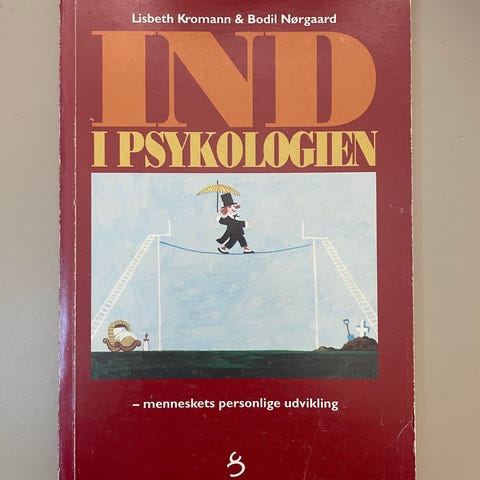 Lisbeth Kromann & Bodil Nørgaard
IND
I PSYKOLOGIEN
– menneskets personlige udvikling